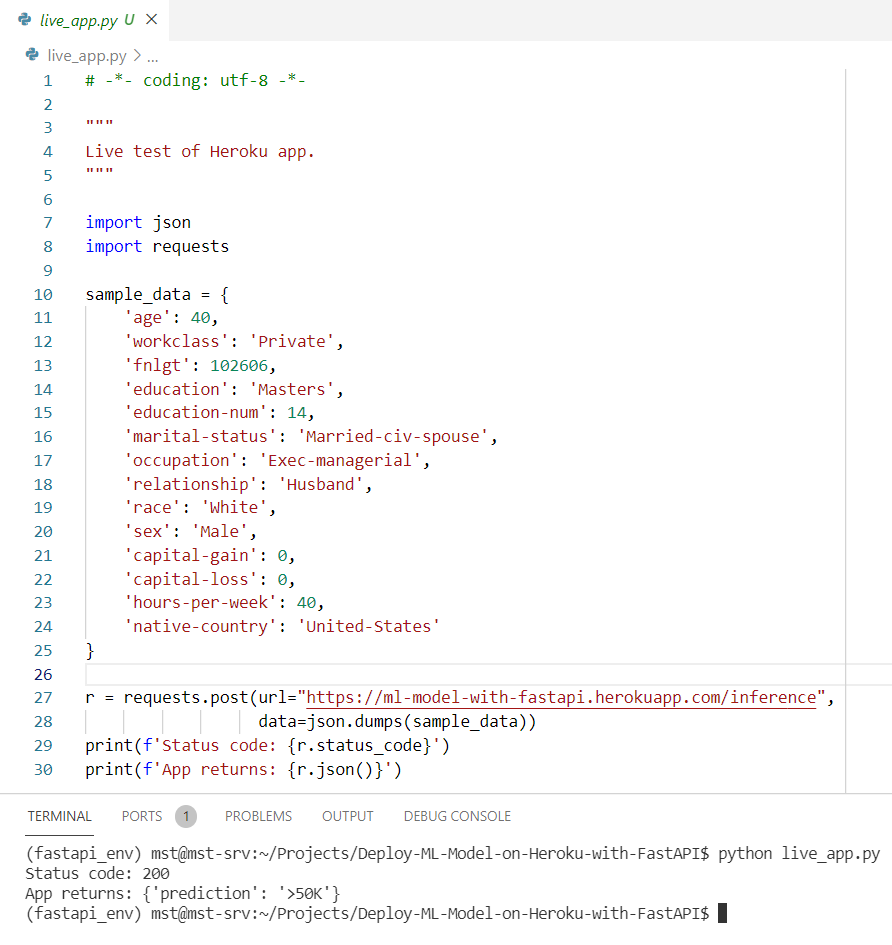 live_app.py U
live_app.py > ...
1 # -*- coding: utf-8 -*-
2
3 """
4 Live test of Heroku app.
5 """
6
7 import json
8 import requests
9
10 sample_data = {
11     'age': 40,
12     'workclass': 'Private',
13     'fnlgt': 102606,
14     'education': 'Masters',
15     'education-num': 14,
16     'marital-status': 'Married-civ-spouse',
17     'occupation': 'Exec-managerial',
18     'relationship': 'Husband',
19     'race': 'White',
20     'sex': 'Male',
21     'capital-gain': 0,
22     'capital-loss': 0,
23     'hours-per-week': 40,
24     'native-country': 'United-States'
25 }
26
27 r = requests.post(url="https://ml-model-with-fastapi.herokuapp.com/inference",
28                   data=json.dumps(sample_data))
29 print(f'Status code: {r.status_code}')
30 print(f'App returns: {r.json()}')
TERMINAL PORTS 1 PROBLEMS OUTPUT DEBUG CONSOLE
(fastapi_env) mst@mst-srv:~/Projects/Deploy-ML-Model-on-Heroku-with-FastAPI$ python live_app.py
Status code: 200
App returns: {'prediction': '>50K'}
(fastapi_env) mst@mst-srv:~/Projects/Deploy-ML-Model-on-Heroku-with-FastAPI$